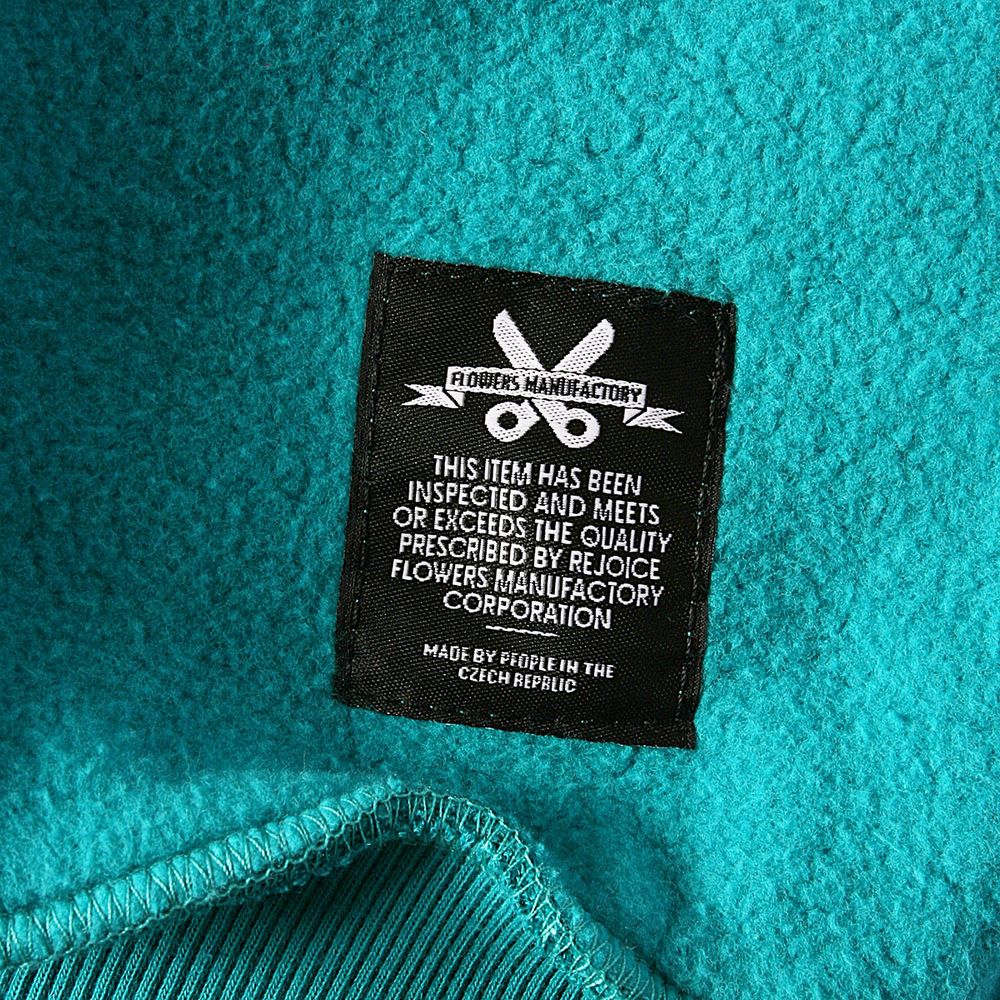 FLOWERS MANUFACTORY
THIS ITEM HAS BEEN
INSPECTED AND MEETS
OR EXCEEDS THE QUALITY
PRESCRIBED BY REJOICE
FLOWERS MANUFACTORY
CORPORATION
MADE BY PEOPLE IN THE
CZECH REPRLIC